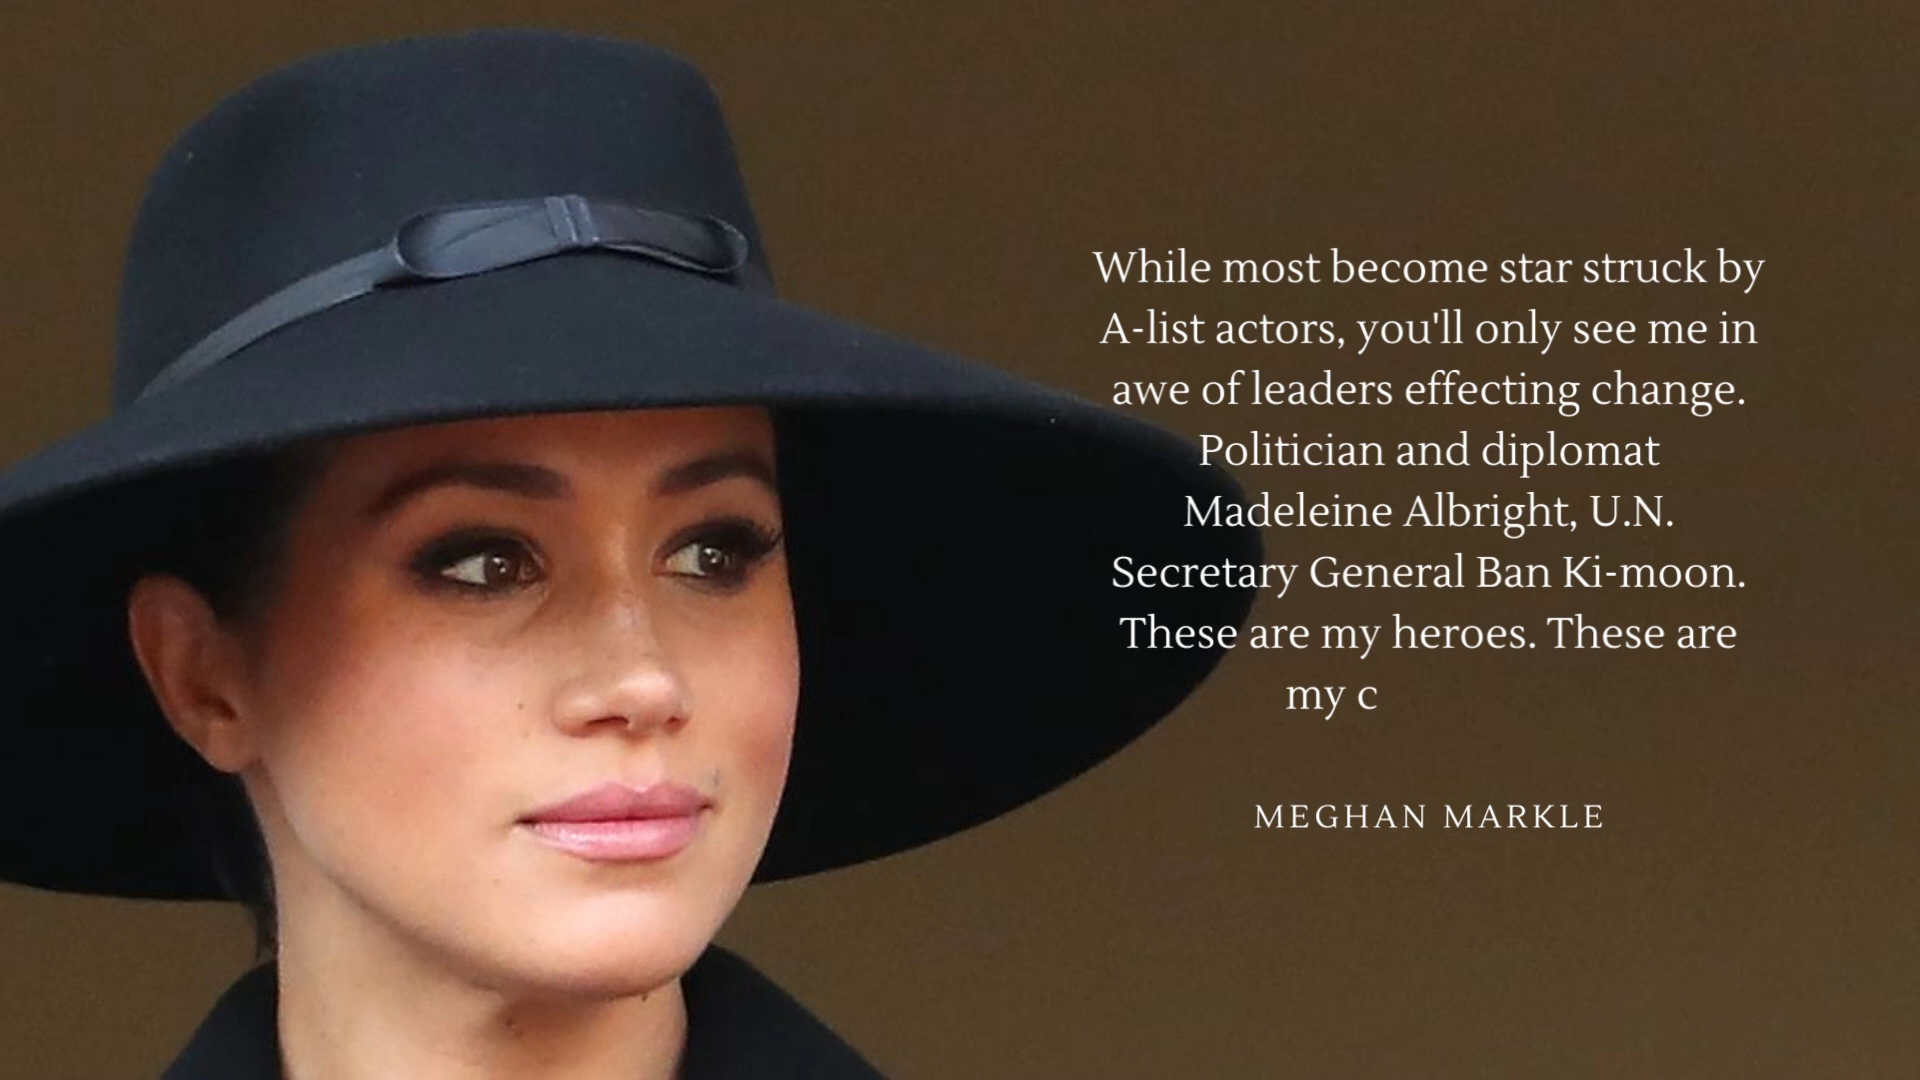 While most become star struck by
A-list actors, you'll only see me in
awe of leaders effecting change.
Politician and diplomat
Madeleine Albright, U.N.
Secretary General Ban Ki-moon.
These are my heroes. These are
my c
MEGHAN MARKLE